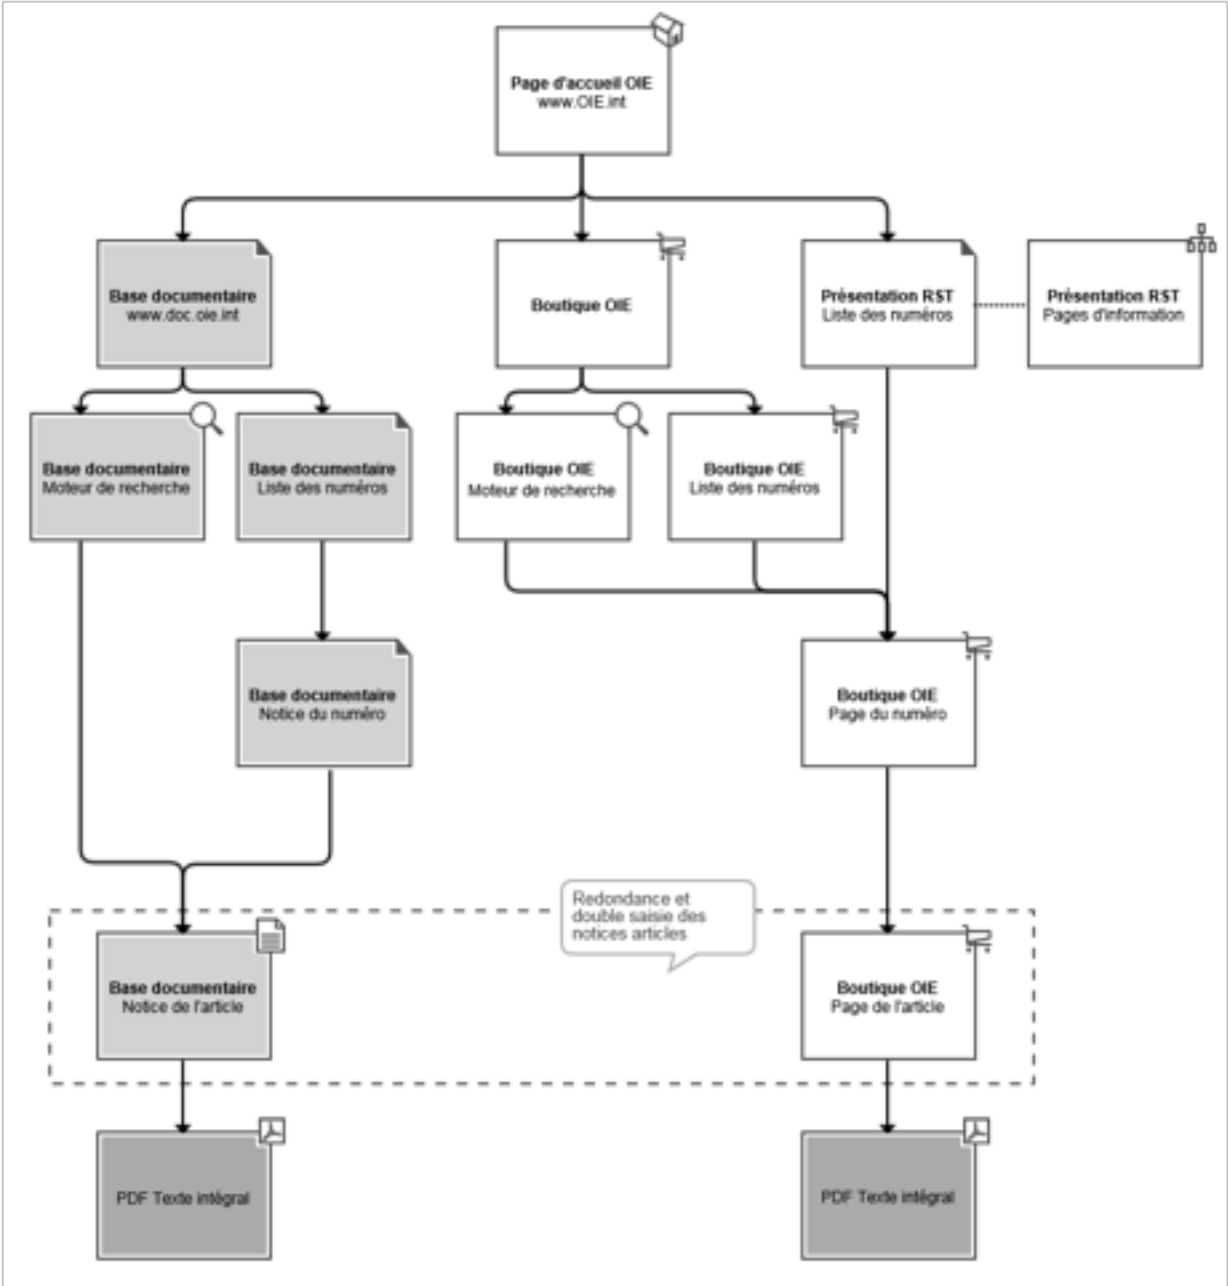 Page d'accueil OIE
www.OIE.int
Base documentaire
www.doc.oie.int
Boutique OIE
Présentation RST
Liste des numéros
Présentation RST
Pages d'information
Base documentaire
Moteur de recherche
Base documentaire
Liste des numéros
Boutique OIE
Moteur de recherche
Boutique OIE
Liste des numéros
Base documentaire
Notice du numéro
Boutique OIE
Page du numéro
Redondance et
double saisie des
notices articles
Base documentaire
Notice de l'article
Boutique OIE
Page de l'article
PDF Texte intégral
PDF Texte intégral